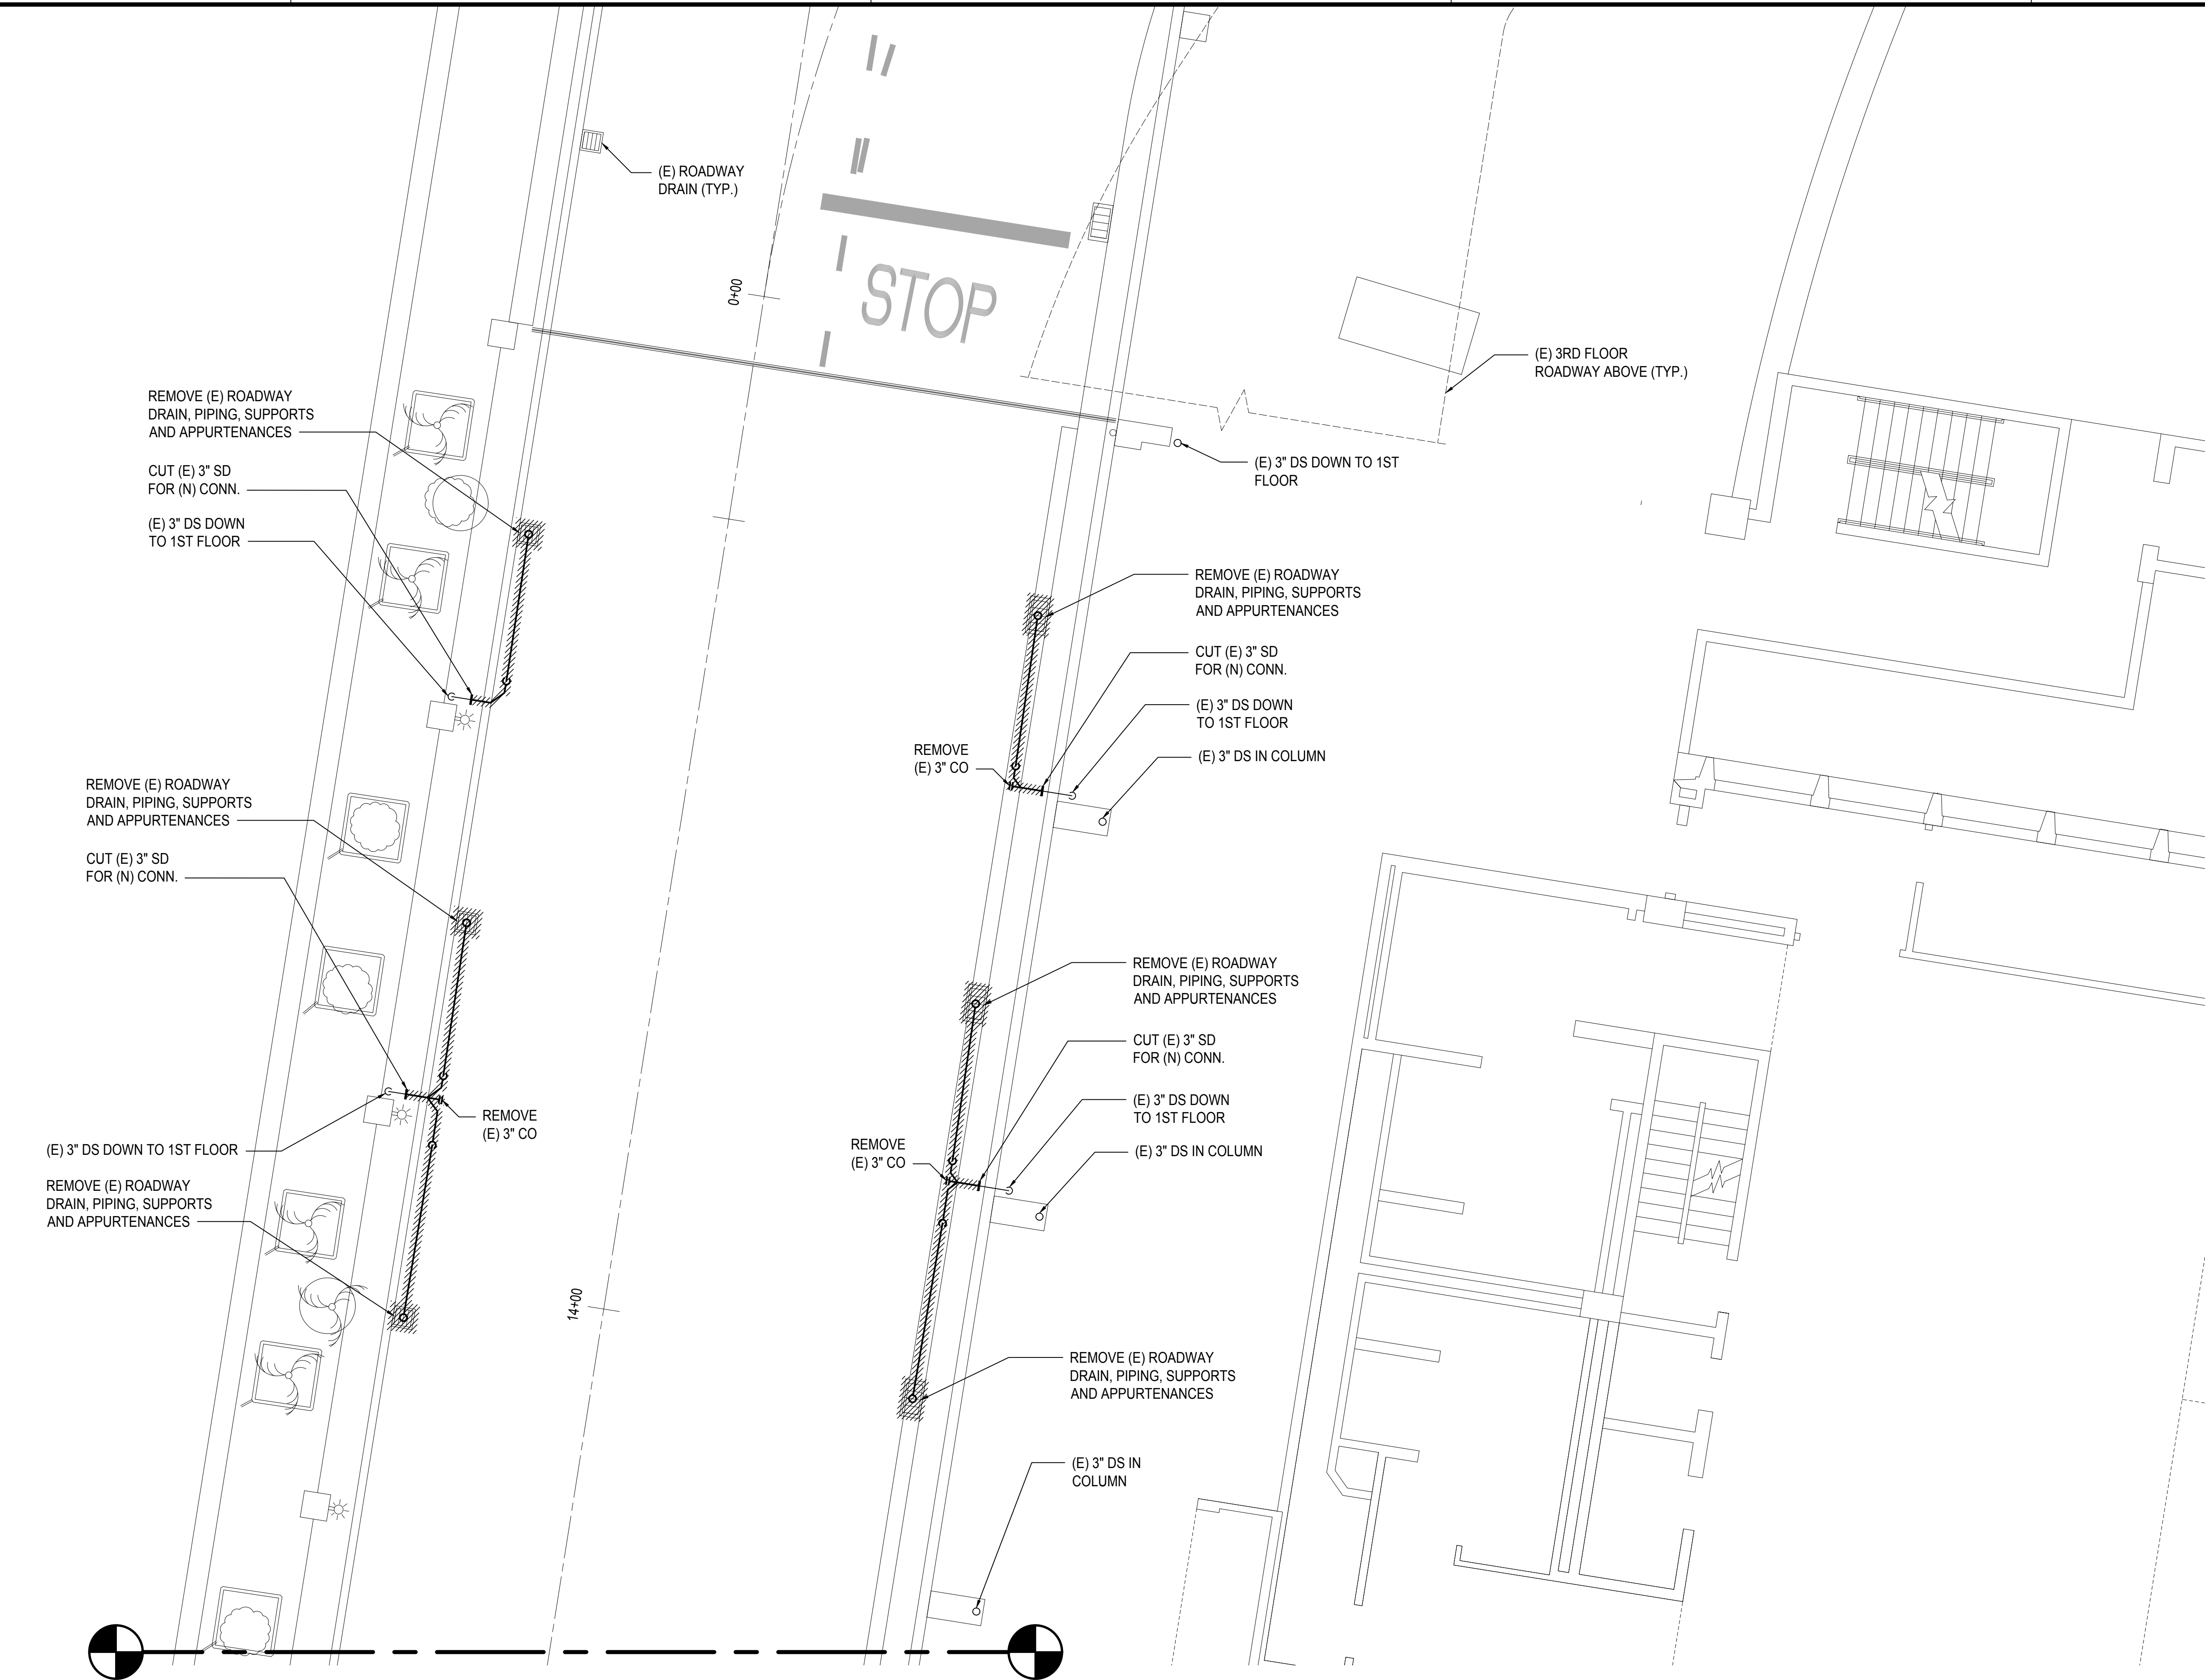 (E) ROADWAY
DRAIN (TYP.)
0+00
STOP
(E) 3RD FLOOR
ROADWAY ABOVE (TYP.)
REMOVE (E) ROADWAY
DRAIN, PIPING, SUPPORTS
AND APPURTENANCES
CUT (E) 3" SD
FOR (N) CONN.
(E) 3" DS DOWN
TO 1ST FLOOR
(E) 3" DS DOWN TO 1ST
FLOOR
REMOVE (E) ROADWAY
DRAIN, PIPING, SUPPORTS
AND APPURTENANCES
CUT (E) 3" SD
FOR (N) CONN.
(E) 3" DS DOWN
TO 1ST FLOOR
REMOVE
(E) 3" CO
(E) 3" DS IN COLUMN
REMOVE (E) ROADWAY
DRAIN, PIPING, SUPPORTS
AND APPURTENANCES
CUT (E) 3" SD
FOR (N) CONN.
REMOVE (E) ROADWAY
DRAIN, PIPING, SUPPORTS
AND APPURTENANCES
CUT (E) 3" SD
FOR (N) CONN.
(E) 3" DS DOWN
TO 1ST FLOOR
REMOVE
(E) 3" CO
REMOVE
(E) 3" CO
(E) 3" DS IN COLUMN
(E) 3" DS DOWN TO 1ST FLOOR
REMOVE (E) ROADWAY
DRAIN, PIPING, SUPPORTS
AND APPURTENANCES
14+00
REMOVE (E) ROADWAY
DRAIN, PIPING, SUPPORTS
AND APPURTENANCES
(E) 3" DS IN
COLUMN